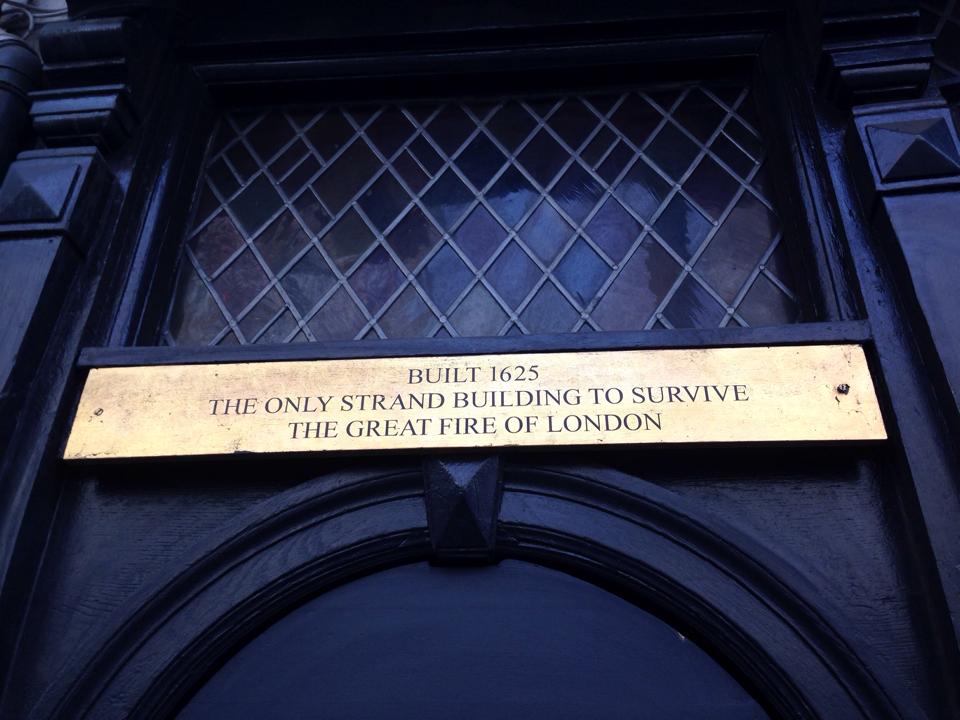 BUILT 1625
THE ONLY STRAND BUILDING TO SURVIVE
THE GREAT FIRE OF LONDON